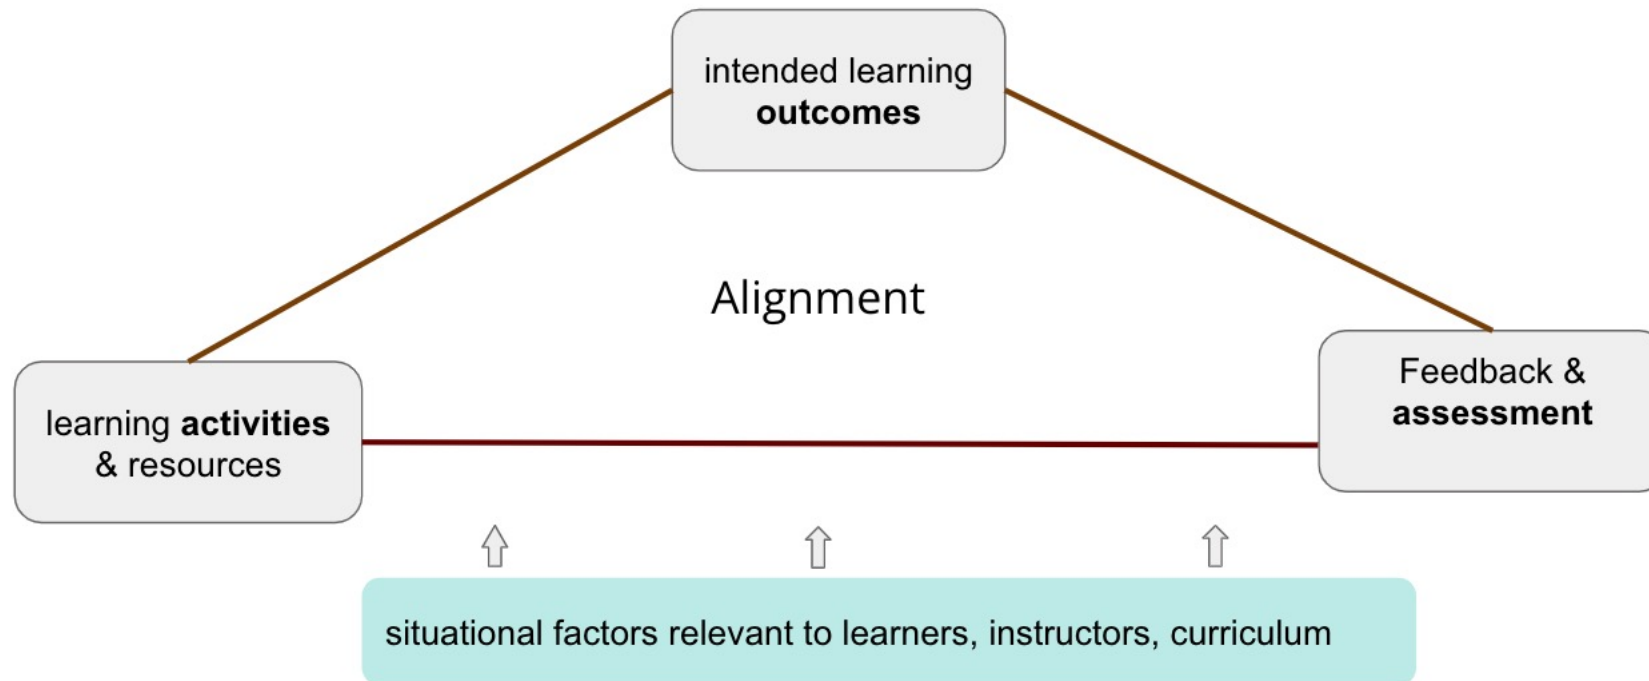 intended learning
outcomes
Alignment
learning activities
& resources
Feedback &
assessment
situational factors relevant to learners, instructors, curriculum